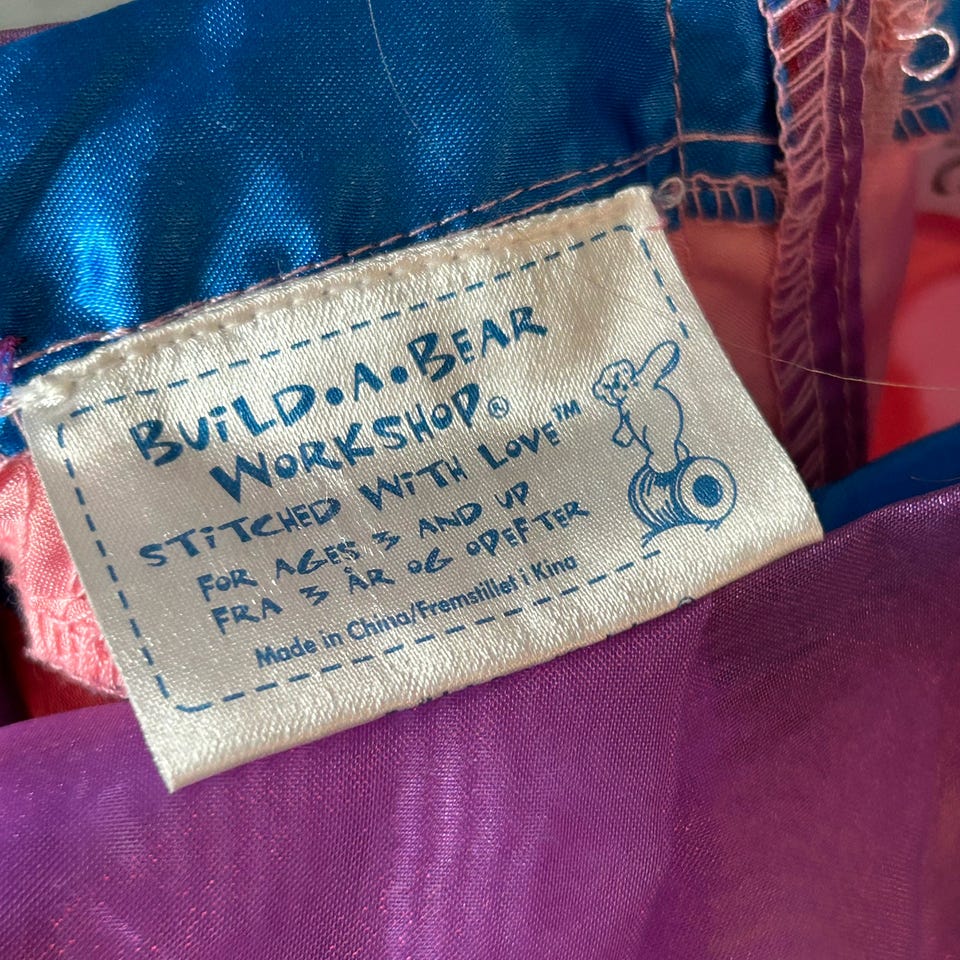 BUiLD•A•BEAR
WORKSHOP®
STiTCHED WiTH LOVE™
FOR AGES 3 AND UP
FRA 3 ÅR OG OPEFTER
Made in China/Fremstillet i Kina